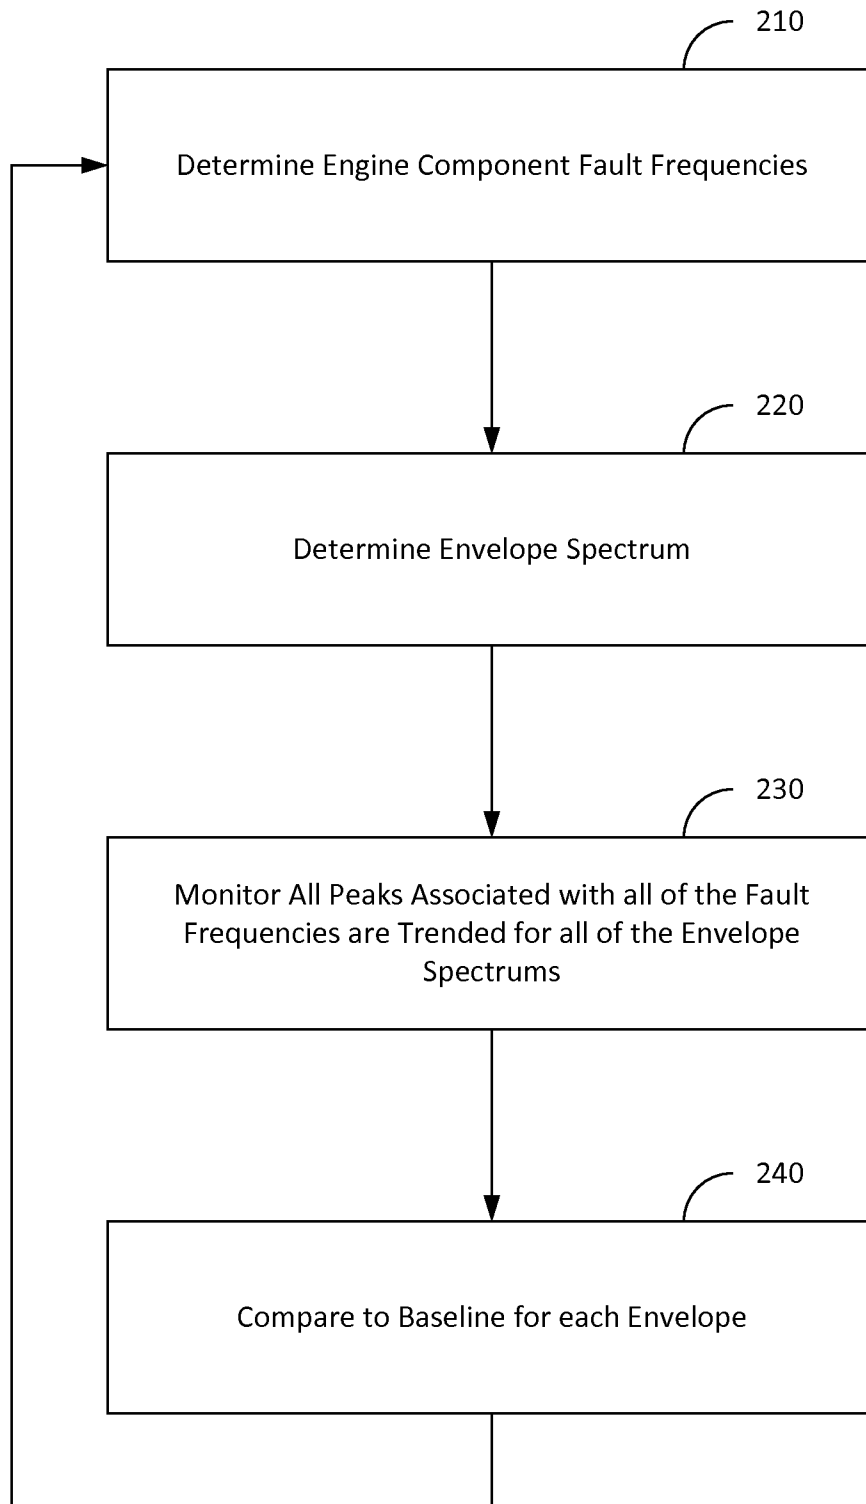 210
Determine Engine Component Fault Frequencies
220
Determine Envelope Spectrum
230
Monitor All Peaks Associated with all of the Fault
Frequencies are Trended for all of the Envelope
Spectrums
240
Compare to Baseline for each Envelope